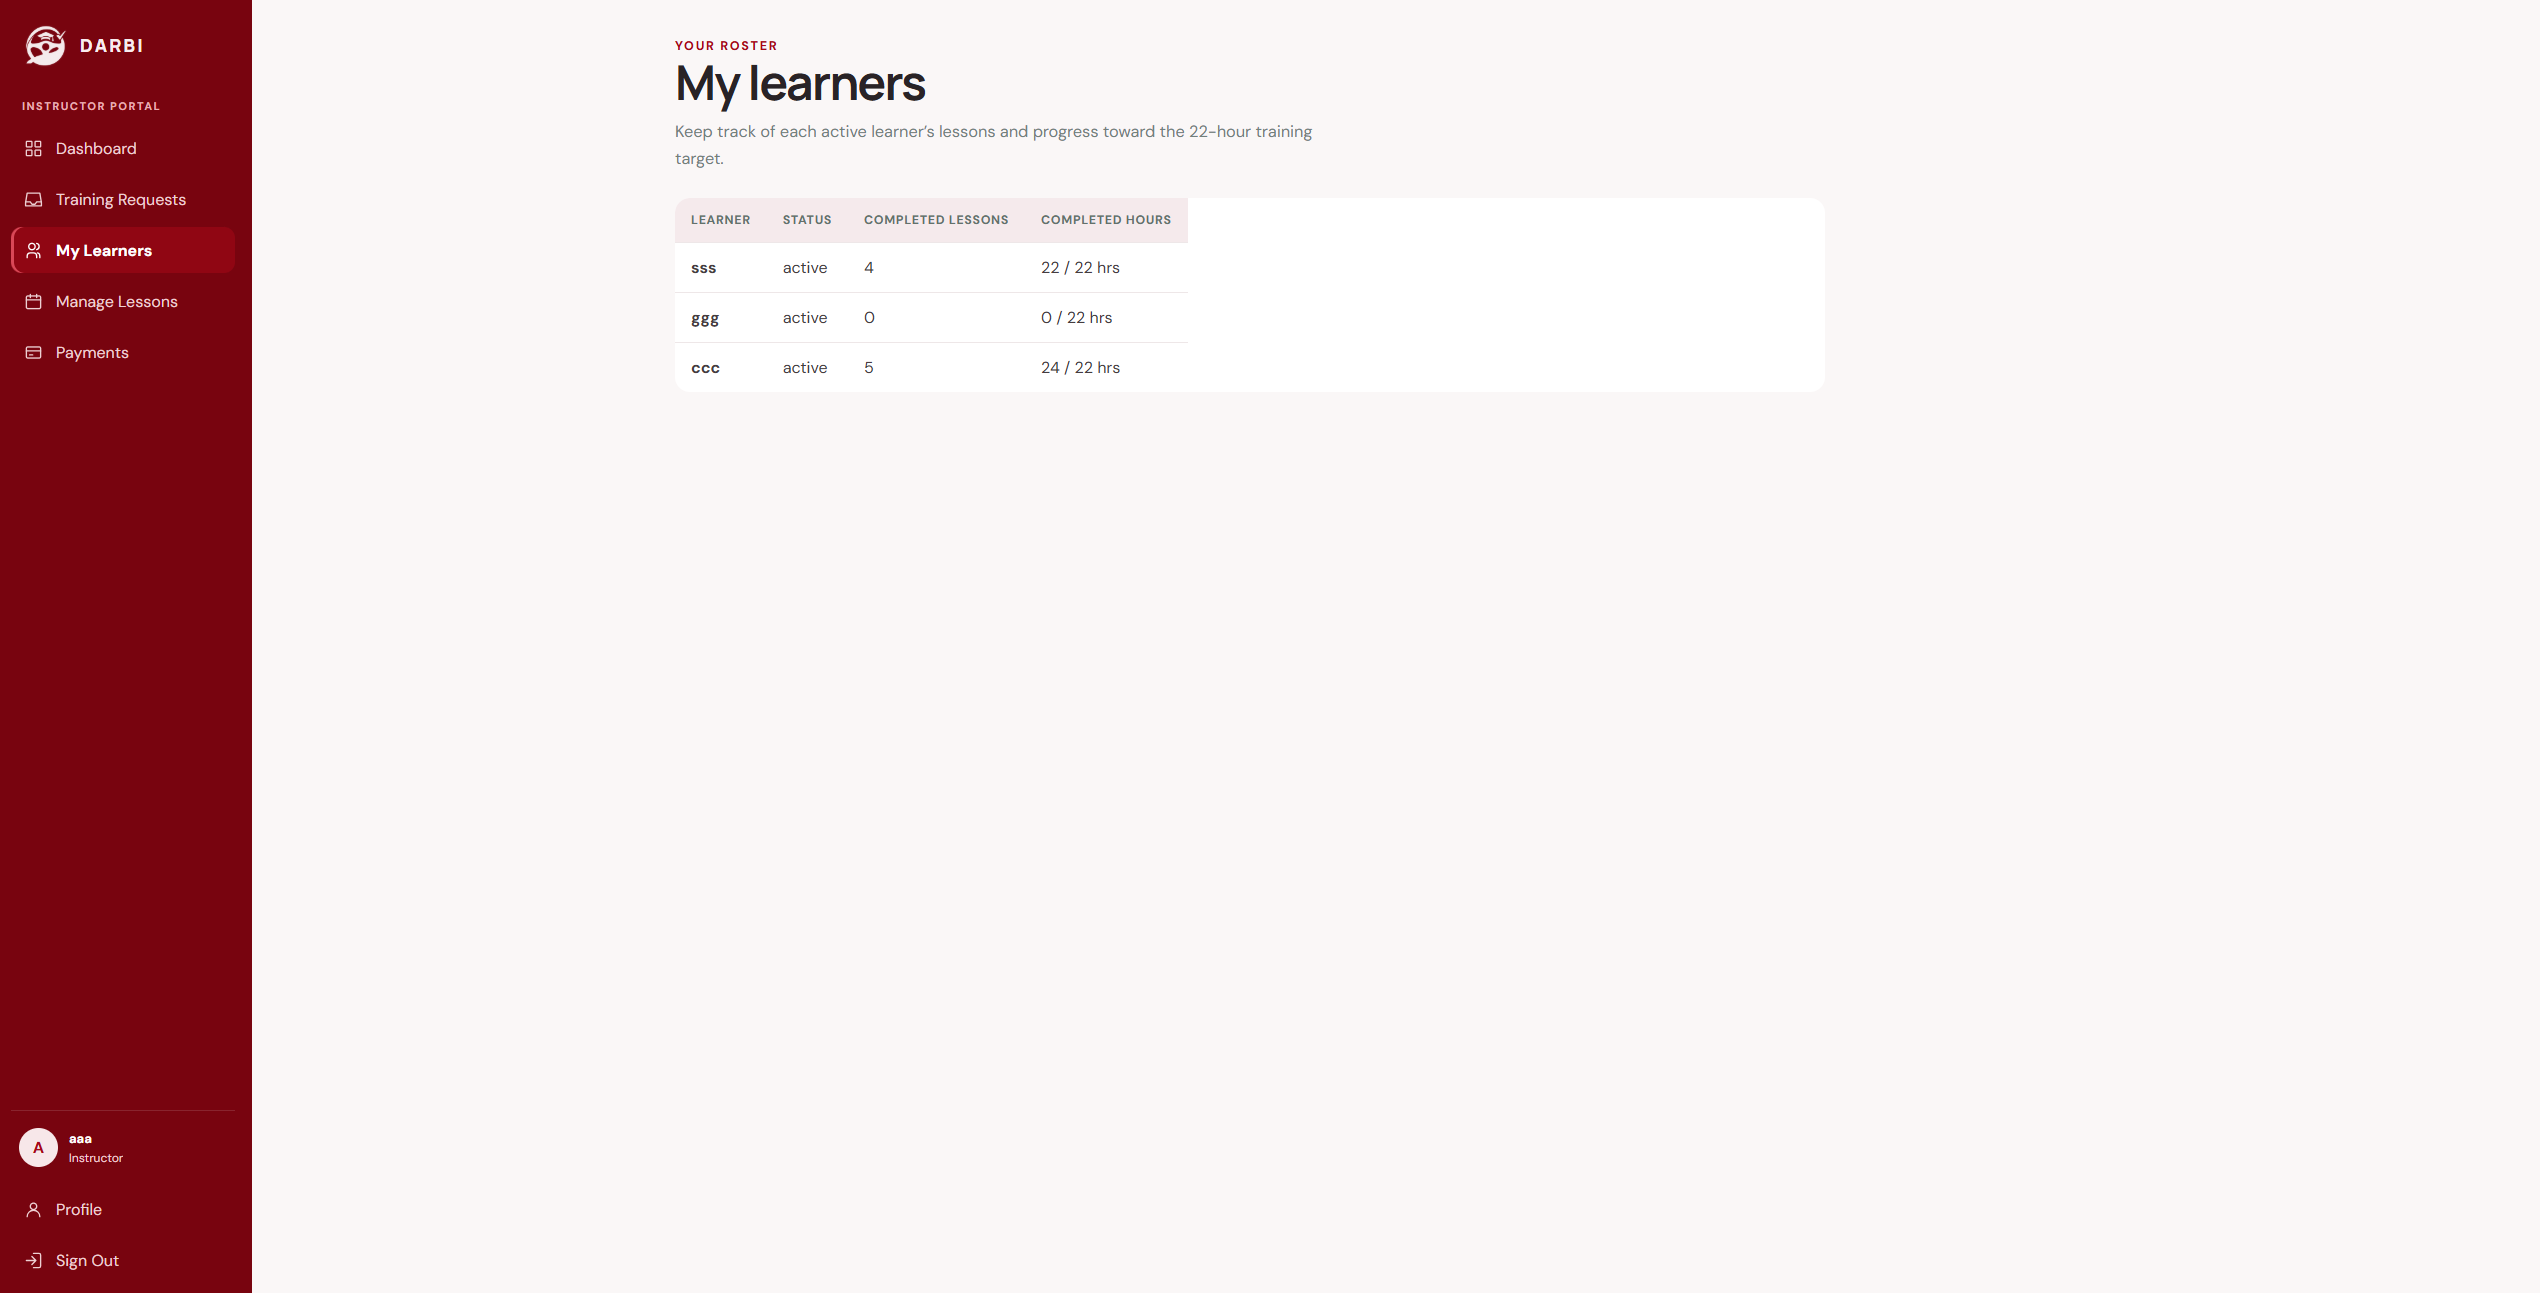 DARBI
INSTRUCTOR PORTAL
Dashboard
Training Requests
My Learners
Manage Lessons
Payments
A
aaa
Instructor
Profile
Sign Out
YOUR ROSTER
My learners
Keep track of each active learner’s lessons and progress toward the 22-hour training
target.
LEARNER STATUS COMPLETED LESSONS COMPLETED HOURS
sss active 4 22 / 22 hrs
ggg active 0 0 / 22 hrs
ccc active 5 24 / 22 hrs